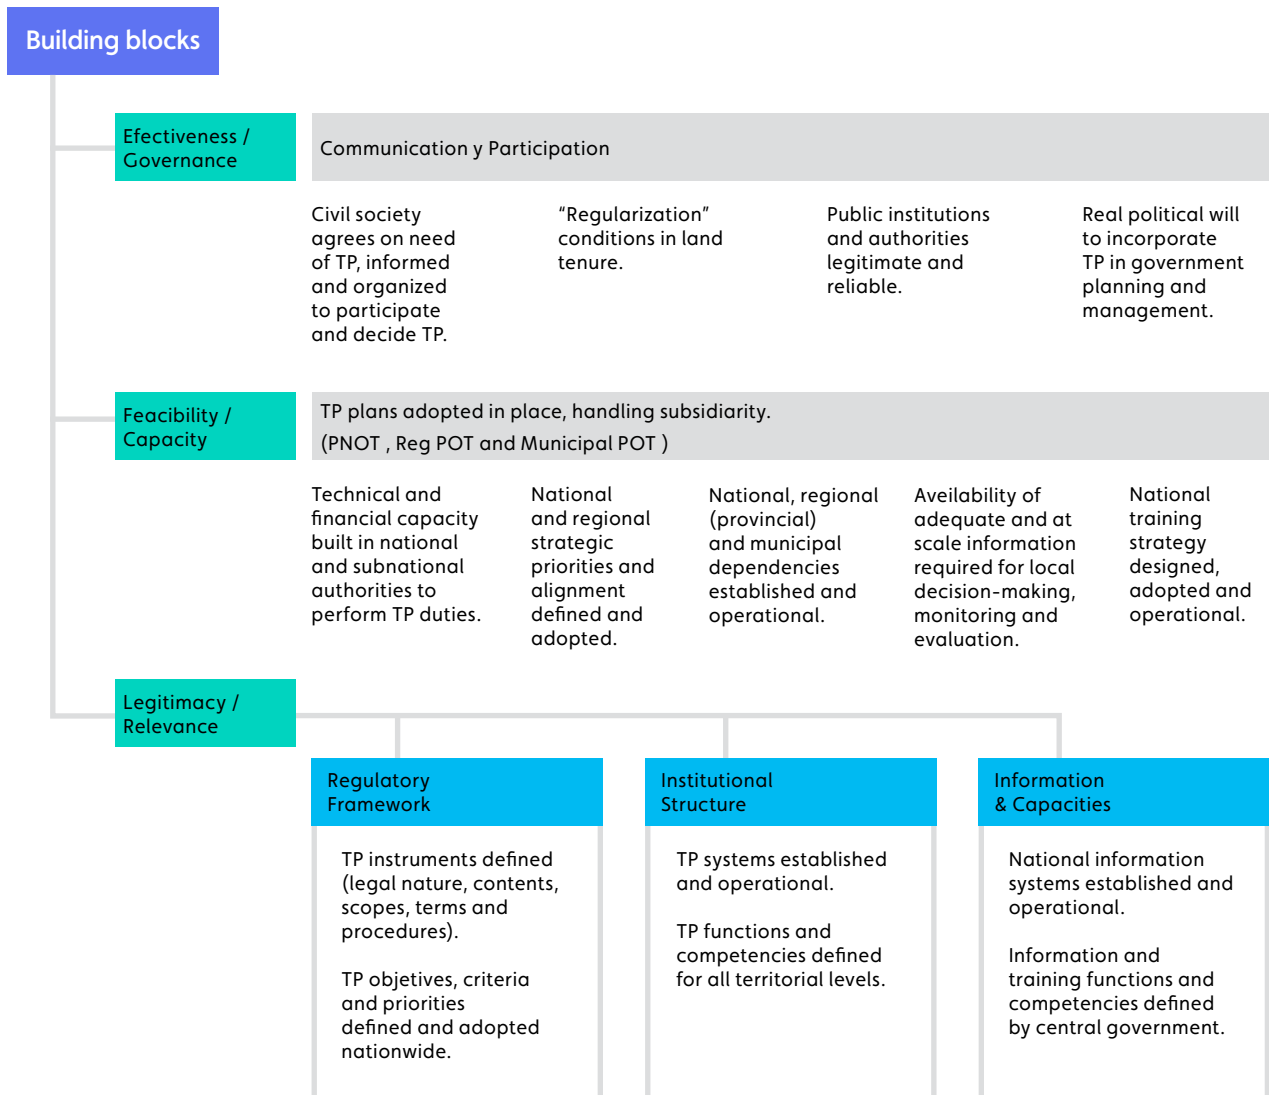 Building blocks
Efectiveness /
Governance
Communication y Participation
Civil society
agrees on need
of TP, informed
and organized
to participate
and decide TP.
“Regularization”
conditions in land
tenure.
Public institutions
and authorities
legitimate and
reliable.
Real political will
to incorporate
TP in government
planning and
management.
Feacibility /
Capacity
TP plans adopted in place, handling subsidiarity.
(PNOT , Reg POT and Municipal POT )
Technical and
financial capacity
built in national
and subnational
authorities to
perform TP duties.
National
and regional
strategic
priorities and
alignment
defined and
adopted.
National, regional
(provincial)
and municipal
dependencies
established and
operational.
Aveilability of
adequate and at
scale information
required for local
decision-making,
monitoring and
evaluation.
National
training
strategy
designed,
adopted and
operational.
Legitimacy /
Relevance
Regulatory
Framework
TP instruments defined
(legal nature, contents,
scopes, terms and
procedures).
TP objetives, criteria
and priorities
defined and adopted
nationwide.
Institutional
Structure
TP systems established
and operational.
TP functions and
competencies defined
for all territorial levels.
Information
& Capacities
National information
systems established and
operational.
Information and
training functions and
competencies defined
by central government.